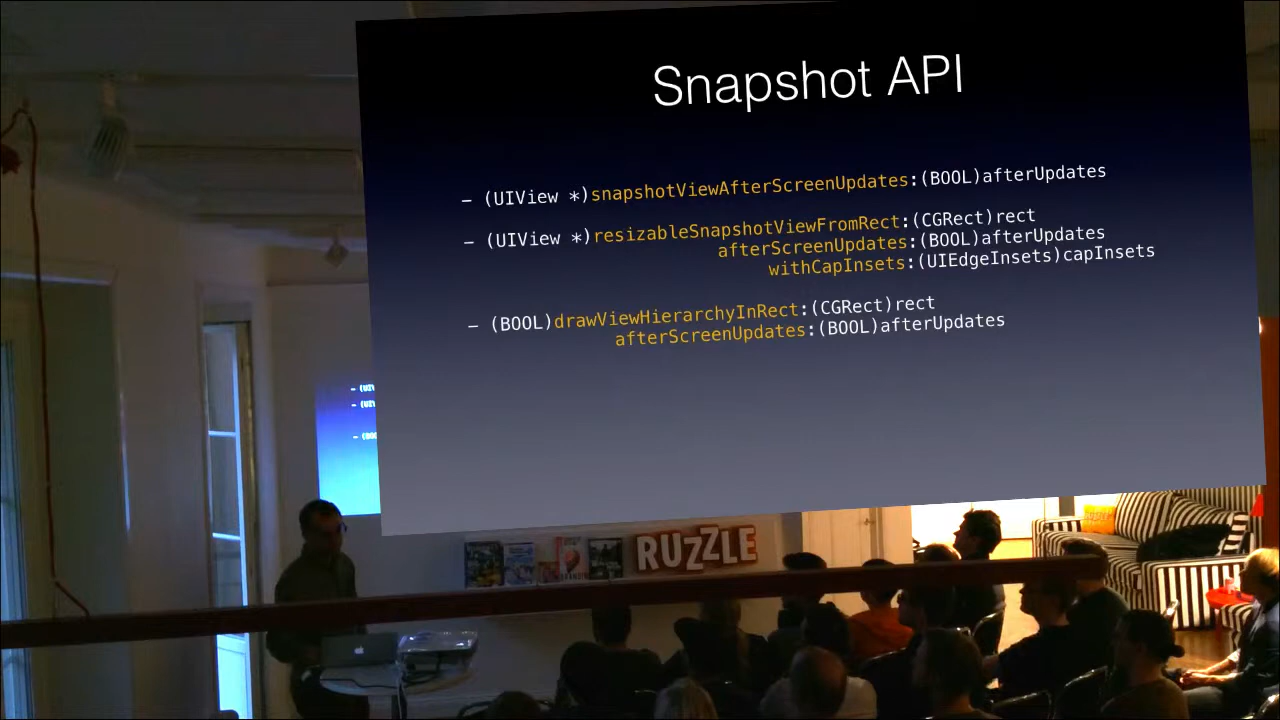 Snapshot API
– (UIView *)snapshotViewAfterScreenUpdates:(BOOL)afterUpdates
– (UIView *)resizableSnapshotViewFromRect:(CGRect)rect
afterScreenUpdates:(BOOL)afterUpdates
withCapInsets:(UIEdgeInsets)capInsets
– (BOOL)drawViewHierarchyInRect:(CGRect)rect
afterScreenUpdates:(BOOL)afterUpdates
RUZZLE